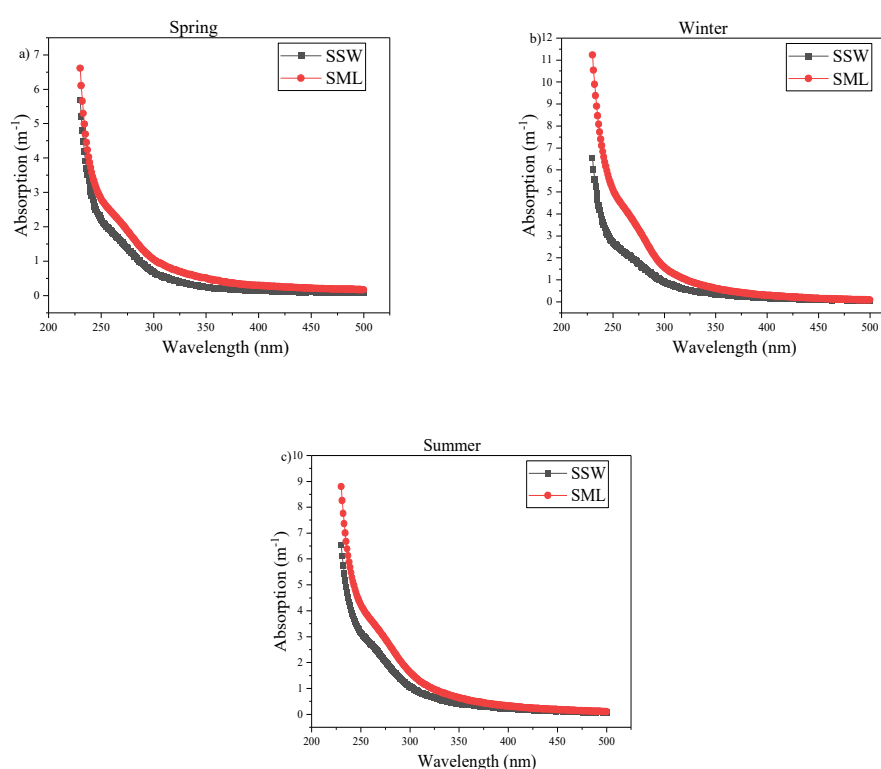 Spring
a)
7
6
5
4
3
2
1
0
Absorption (m-1)
SSW
SML
200 250 300 350 400 450 500
Wavelength (nm)
Winter
b)
12
11
10
9
8
7
6
5
4
3
2
1
0
Absorption (m-1)
SSW
SML
200 250 300 350 400 450 500
Wavelength (nm)
Summer
c)
10
9
8
7
6
5
4
3
2
1
0
Absorption (m-1)
SSW
SML
200 250 300 350 400 450 500
Wavelength (nm)